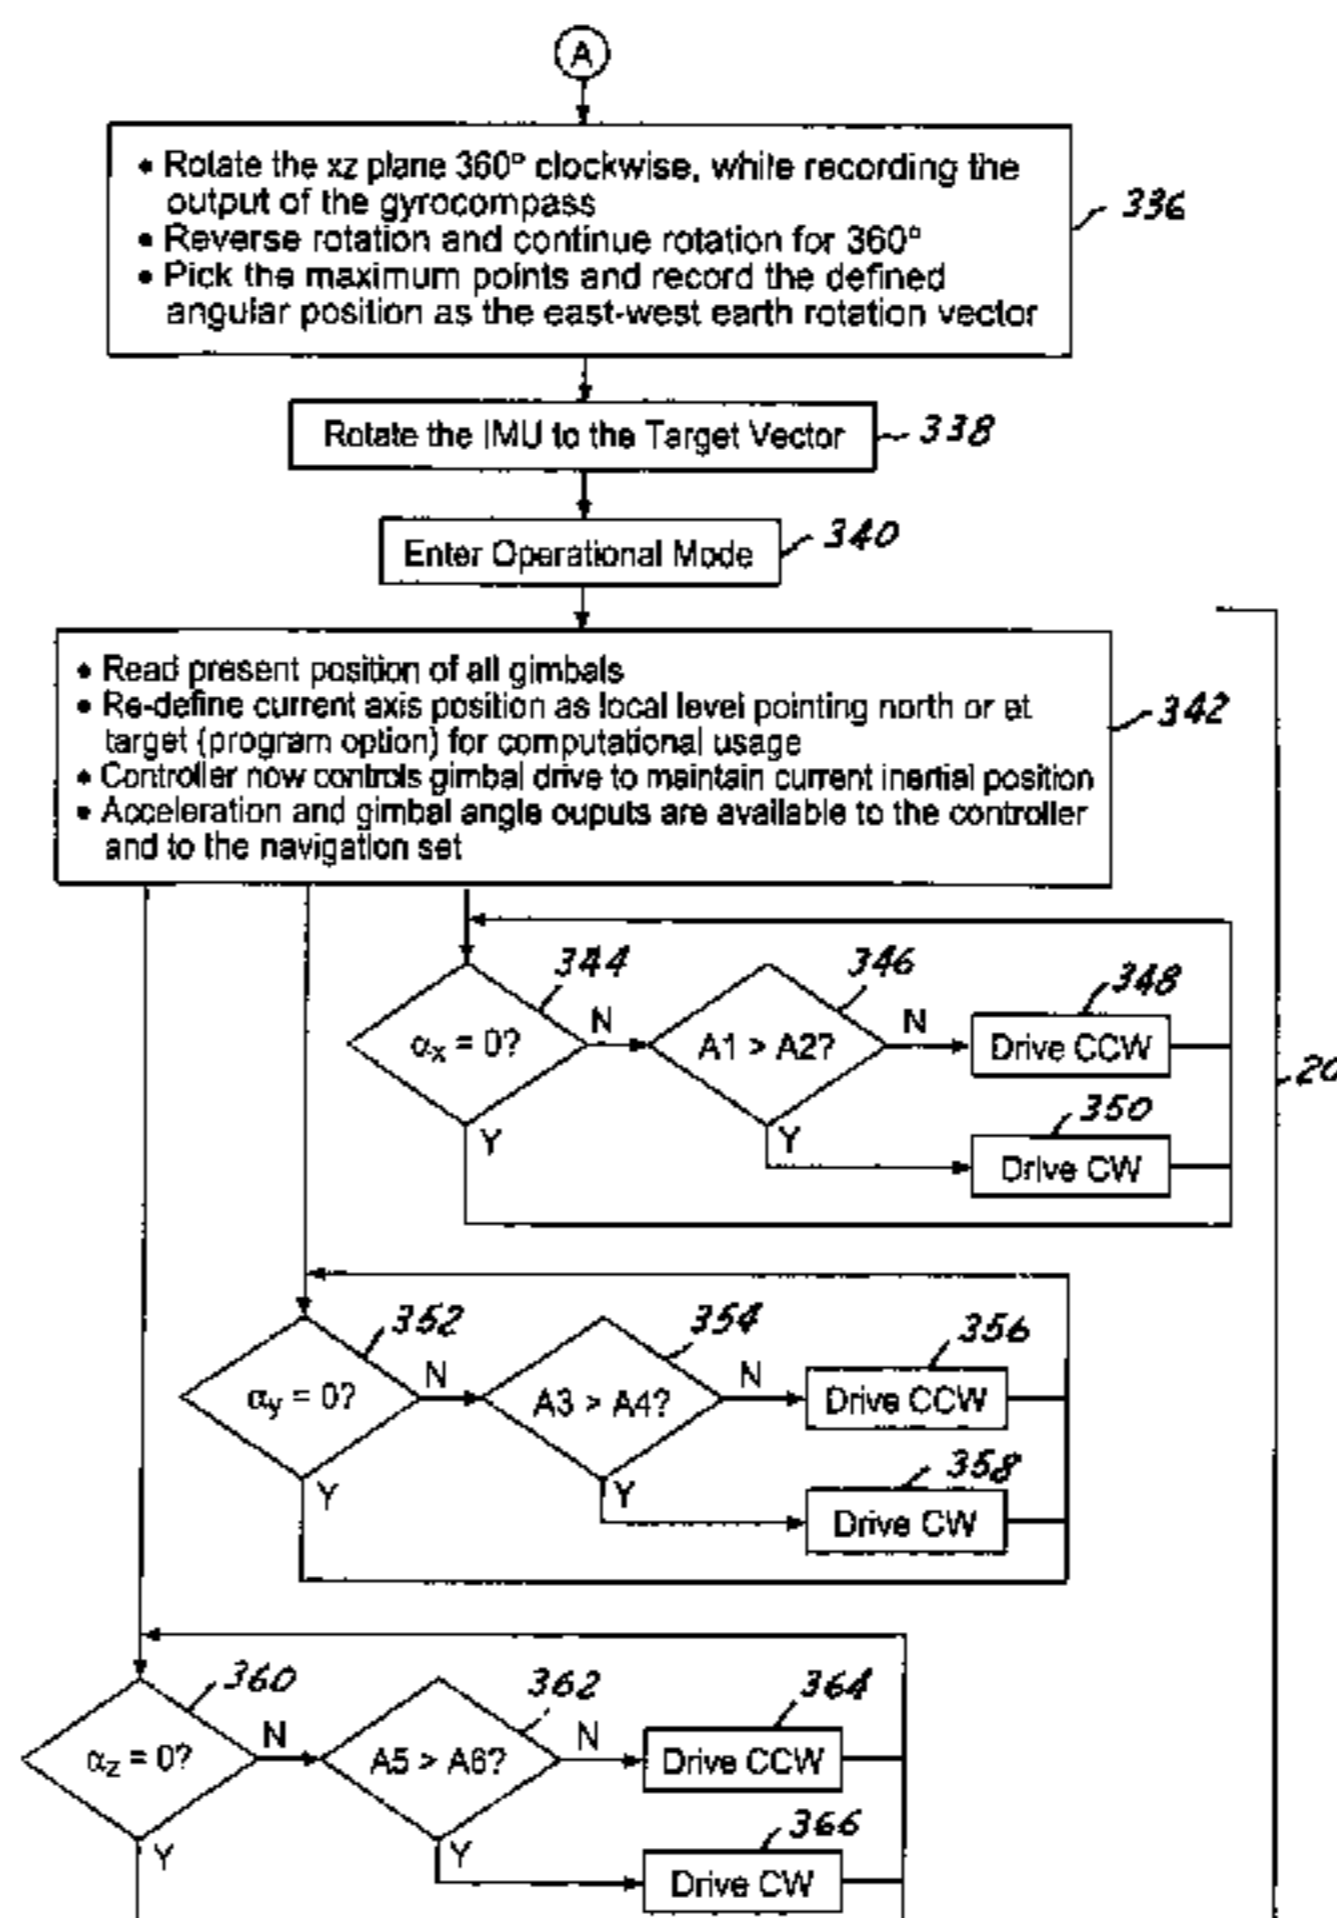 A
• Rotate the xz plane 360° clockwise, while recording the
output of the gyrocompass
• Reverse rotation and continue rotation for 360°
• Pick the maximum points and record the defined
angular position as the east-west earth rotation vector
336
Rotate the IMU to the Target Vector
338
Enter Operational Mode
340
• Read present position of all gimbals
• Re-define current axis position as local level pointing north or at
target (program option) for computational usage
• Controller now controls gimbal drive to maintain current inertial position
• Acceleration and gimbal angle ouputs are available to the controller
and to the navigation set
342
344
346
348
αx = 0?
N
A1 > A2?
N
Drive CCW
20
350
Y
Y
Drive CW
352
354
356
αy = 0?
N
A3 > A4?
N
Drive CCW
358
Y
Y
Drive CW
360
362
364
αz = 0?
N
A5 > A6?
N
Drive CCW
366
Y
Y
Drive CW